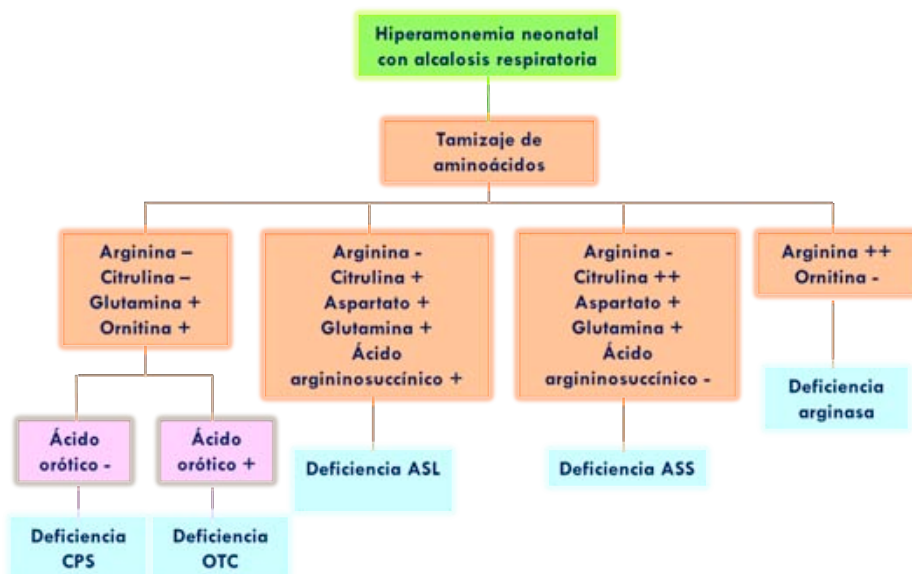 Hiperamonemia neonatal
con alcalosis respiratoria
Tamizaje de
aminoácidos
Arginina –
Citrulina –
Glutamina +
Ornitina +
Arginina -
Citrulina +
Aspartato +
Glutamina +
Ácido
argininosuccínico +
Arginina -
Citrulina ++
Aspartato +
Glutamina +
Ácido
argininosuccínico -
Arginina ++
Ornitina -
Ácido
orótico -
Ácido
orótico +
Deficiencia ASL
Deficiencia ASS
Deficiencia
arginasa
Deficiencia
CPS
Deficiencia
OTC